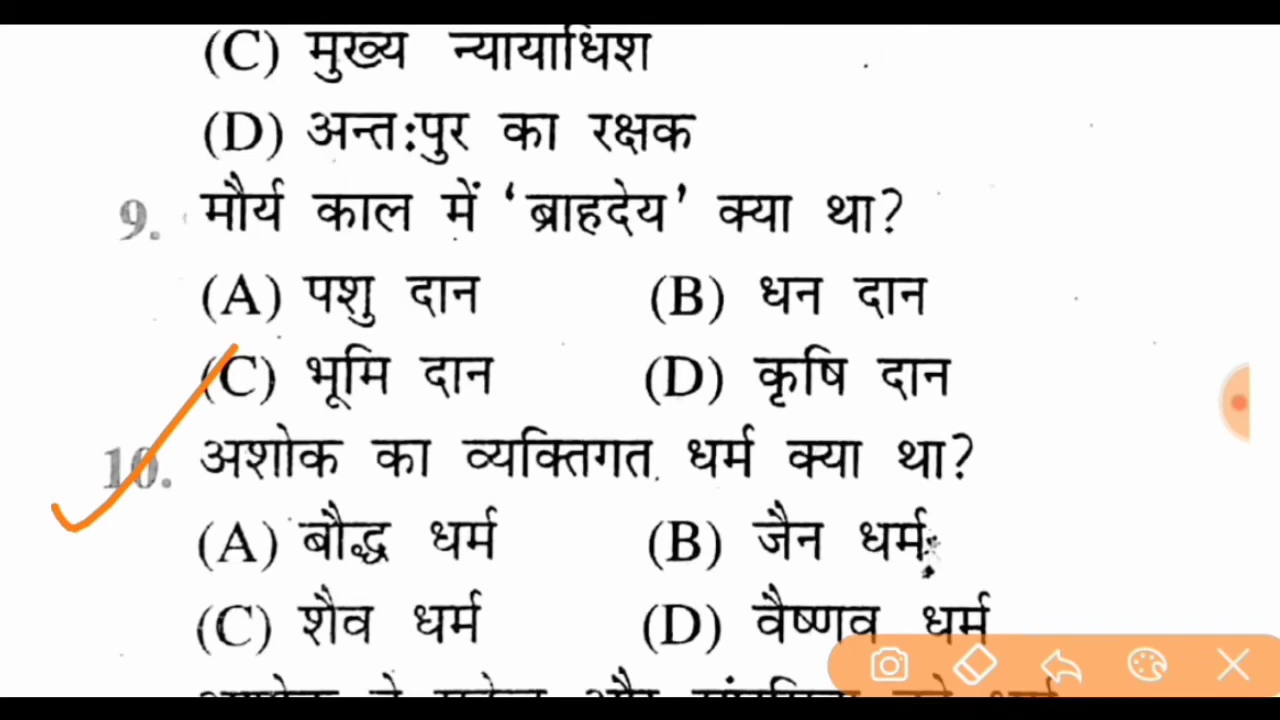 (C) मुख्य न्यायाधिश
(D) अन्त:पुर का रक्षक
9. मौर्य काल में ‘ब्राहदेय’ क्या था?
(A) पशु दान (B) धन दान
(C) भूमि दान (D) कृषि दान
10. अशोक का व्यक्तिगत धर्म क्या था?
(A) बौद्ध धर्म (B) जैन धर्म
(C) शैव धर्म (D) वैष्णव धर्म